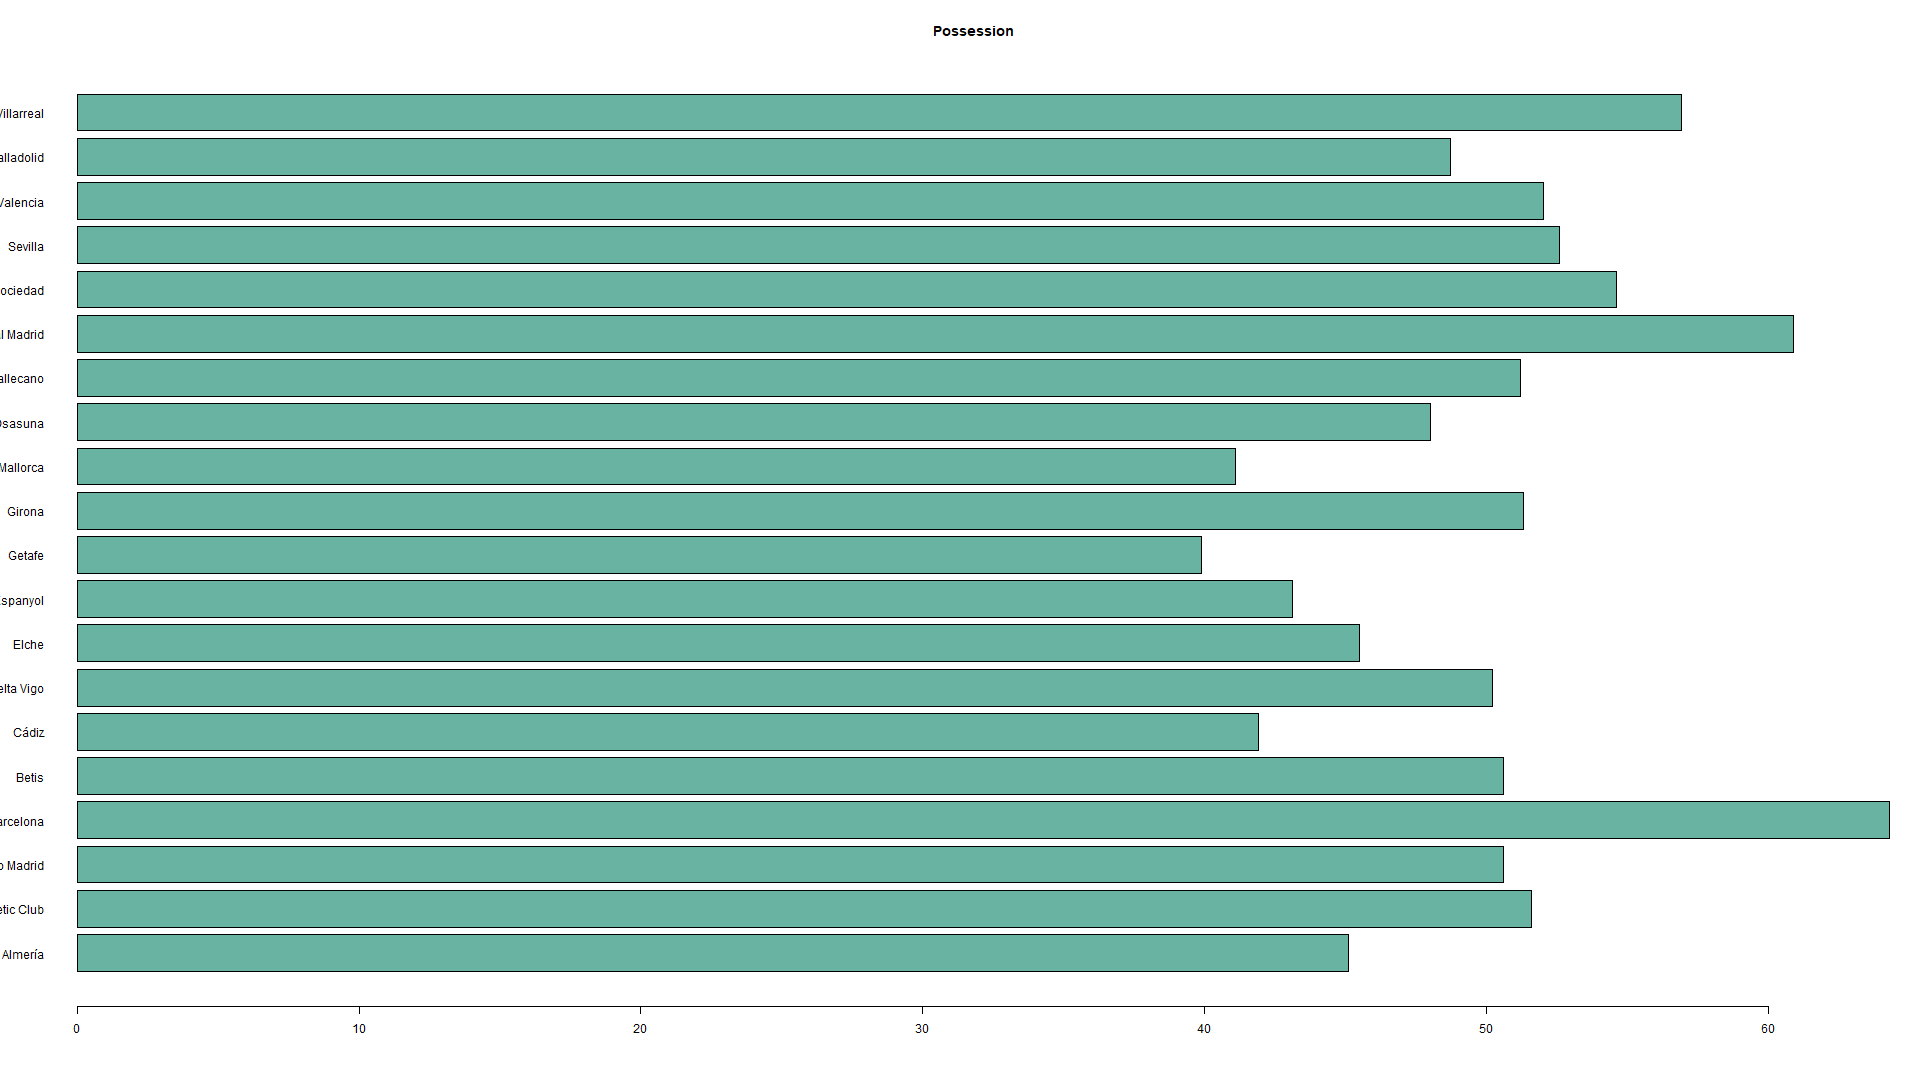 Possession
Villarreal
alladolid
Valencia
Sevilla
ociedad
l Madrid
allecano
Osasuna
Mallorca
Girona
Getafe
Espanyol
Elche
elta Vigo
Cádiz
Betis
arcelona
o Madrid
etic Club
Almería
0 10 20 30 40 50 60